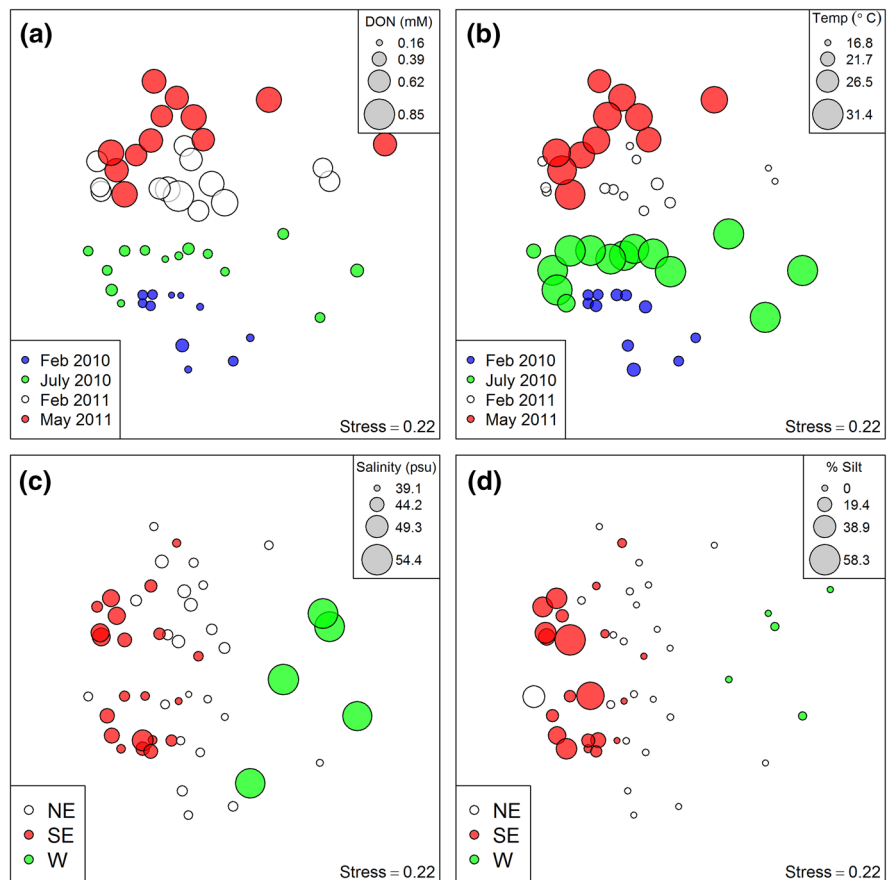 (a)
DON (mM)
0.16
0.39
0.62
0.85
Feb 2010
July 2010
Feb 2011
May 2011
Stress = 0.22
(b)
Temp (° C)
16.8
21.7
26.5
31.4
Feb 2010
July 2010
Feb 2011
May 2011
Stress = 0.22
(c)
Salinity (psu)
39.1
44.2
49.3
54.4
NE
SE
W
Stress = 0.22
(d)
% Silt
0
19.4
38.9
58.3
NE
SE
W
Stress = 0.22